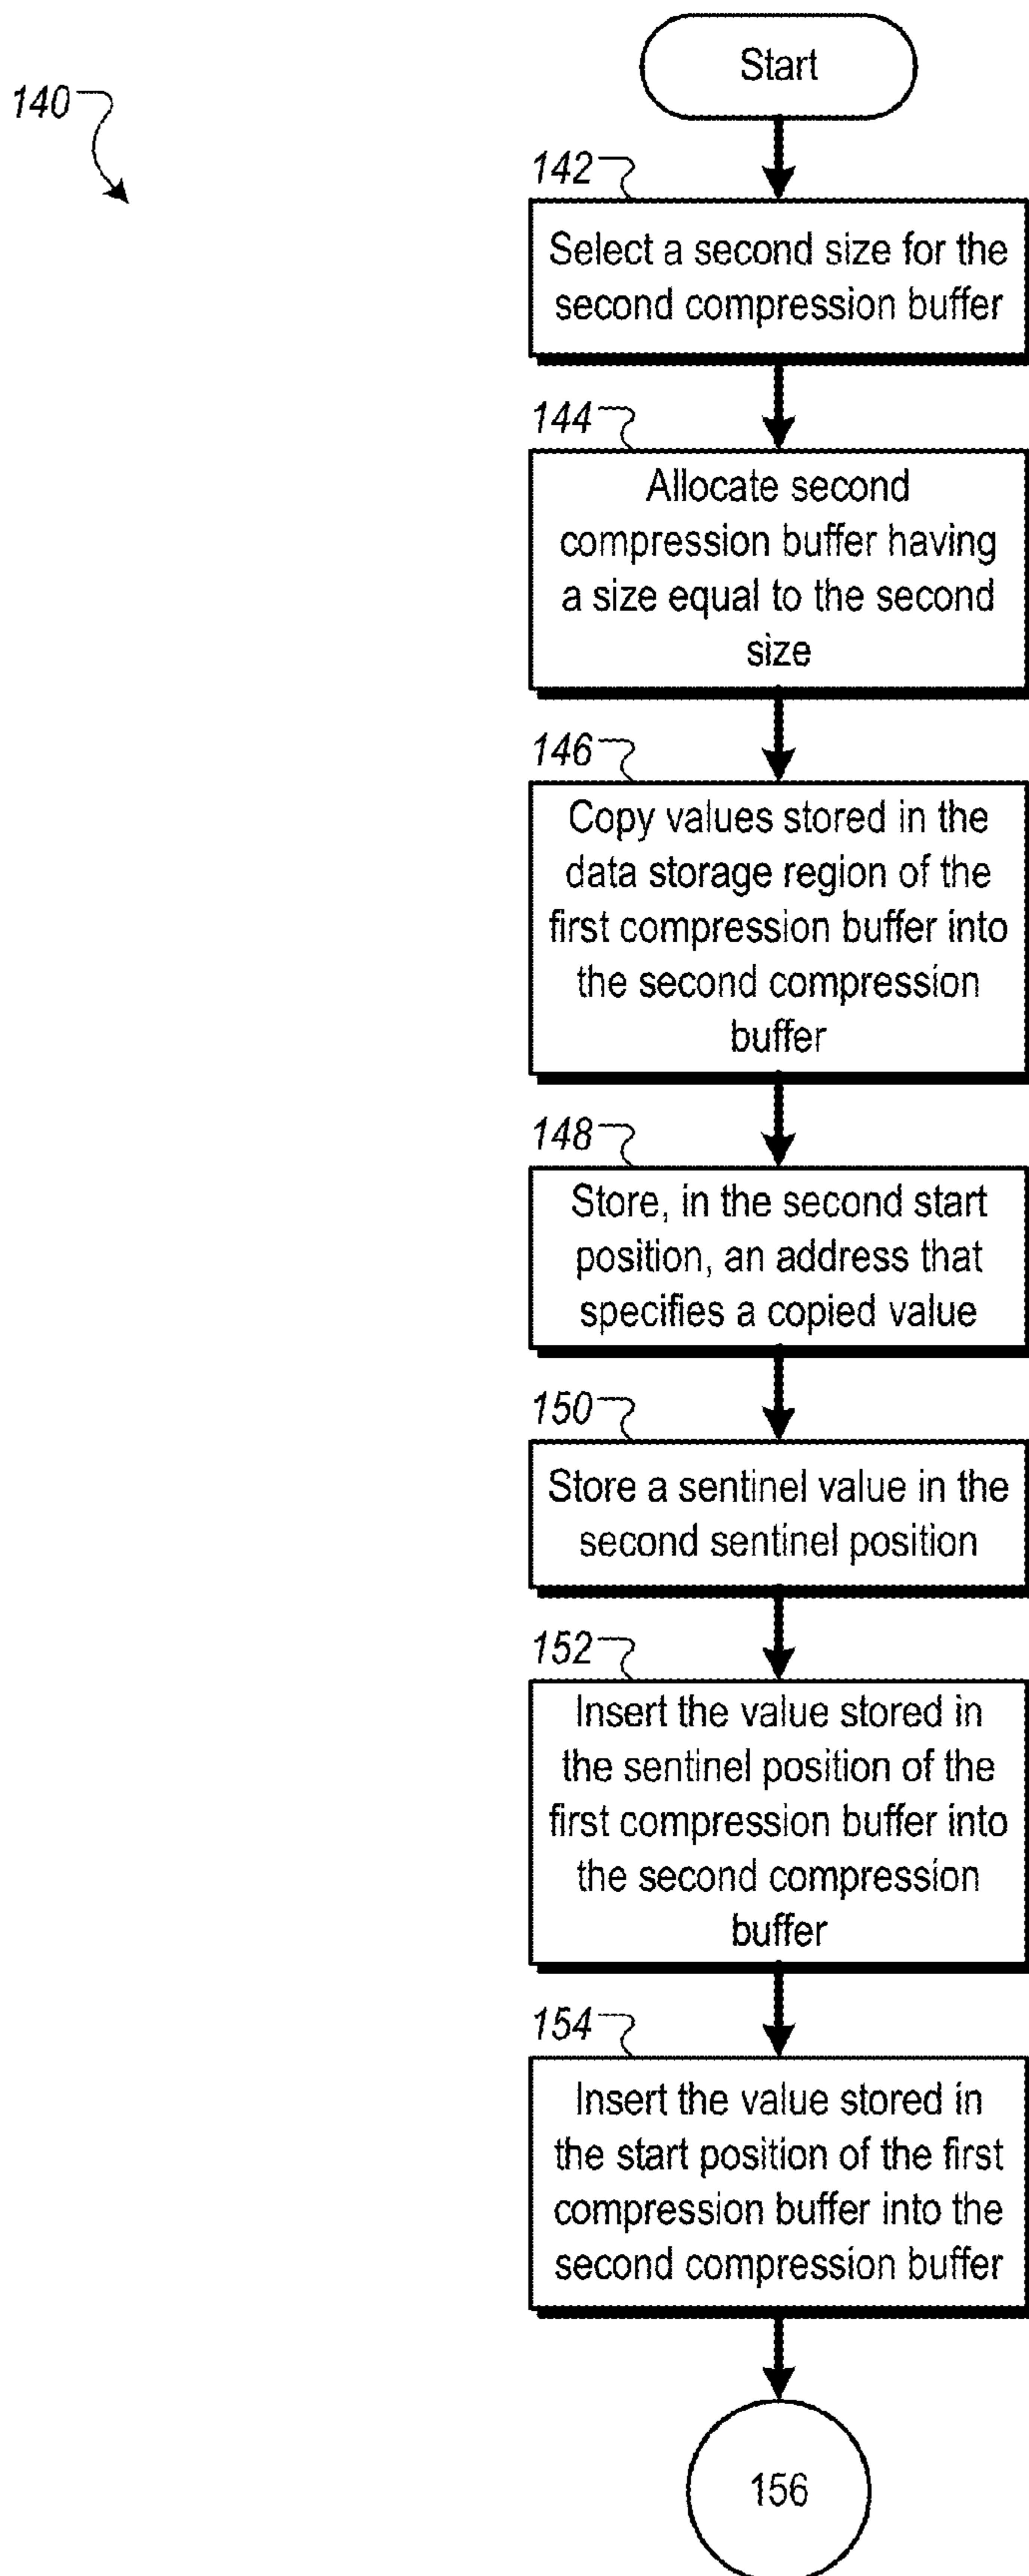 Start
140
142
Select a second size for the
second compression buffer
144
Allocate second
compression buffer having
a size equal to the second
size
146
Copy values stored in the
data storage region of the
first compression buffer into
the second compression
buffer
148
Store, in the second start
position, an address that
specifies a copied value
150
Store a sentinel value in the
second sentinel position
152
Insert the value stored in
the sentinel position of the
first compression buffer into
the second compression
buffer
154
Insert the value stored in
the start position of the first
compression buffer into the
second compression buffer
156